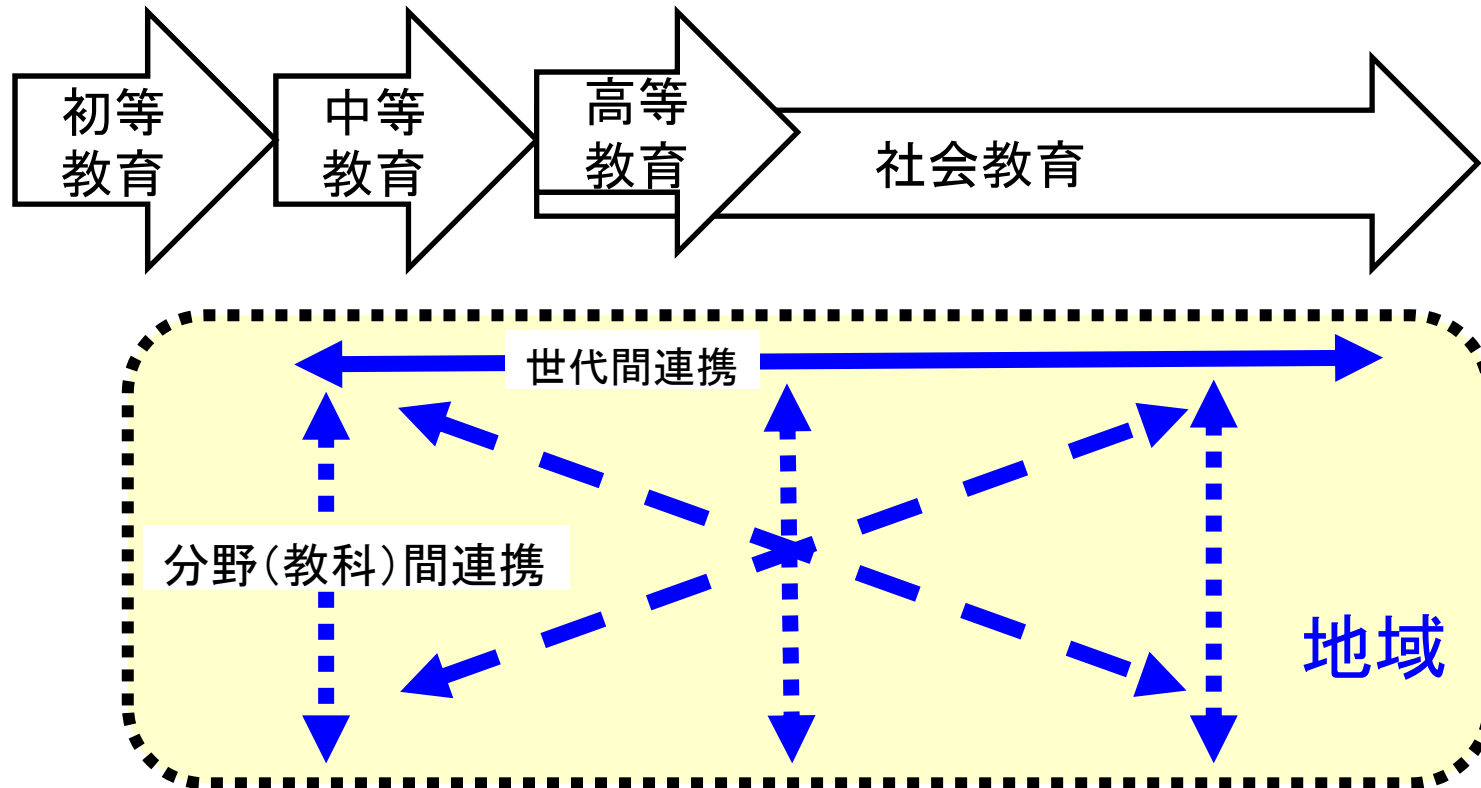 初等
教育
中等
教育
高等
教育
社会教育
世代間連携
分野（教科）間連携
地域